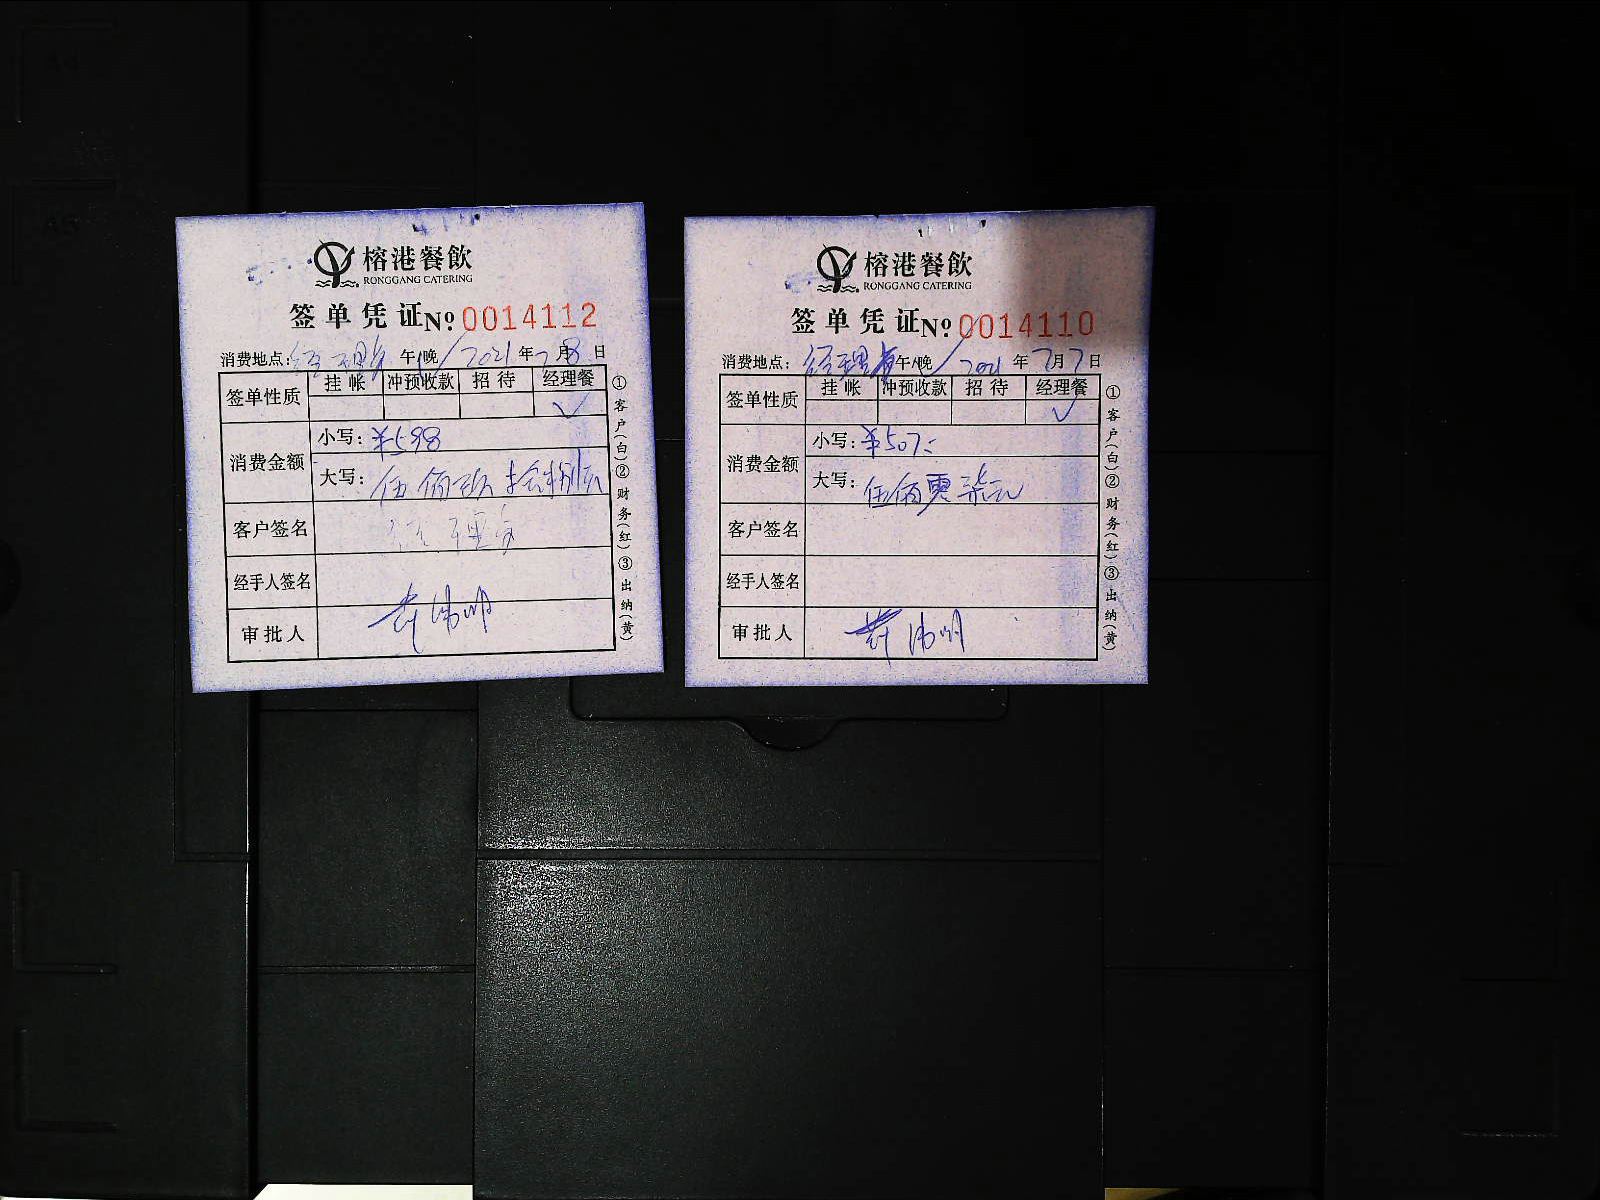 榕港餐飲
RONGGANG CATERING
签单凭证 Nº 0014112
消费地点: 经理餐 午/晚 2021 年 7 月 8 日
签单性质 挂帐 冲预收款 招待 经理餐
✓
消费金额
小写: ¥598
大写: 伍佰玖拾捌元
客户签名 经理餐
经手人签名
审批人
①客户(白)②财务(红)③出纳(黄)
榕港餐飲
RONGGANG CATERING
签单凭证 Nº 0014110
消费地点: 经理餐 午/晚 2021 年 7 月 7 日
签单性质 挂帐 冲预收款 招待 经理餐
✓
消费金额
小写: ¥507
大写: 伍佰零柒元
客户签名
经手人签名
审批人
①客户(白)②财务(红)③出纳(黄)